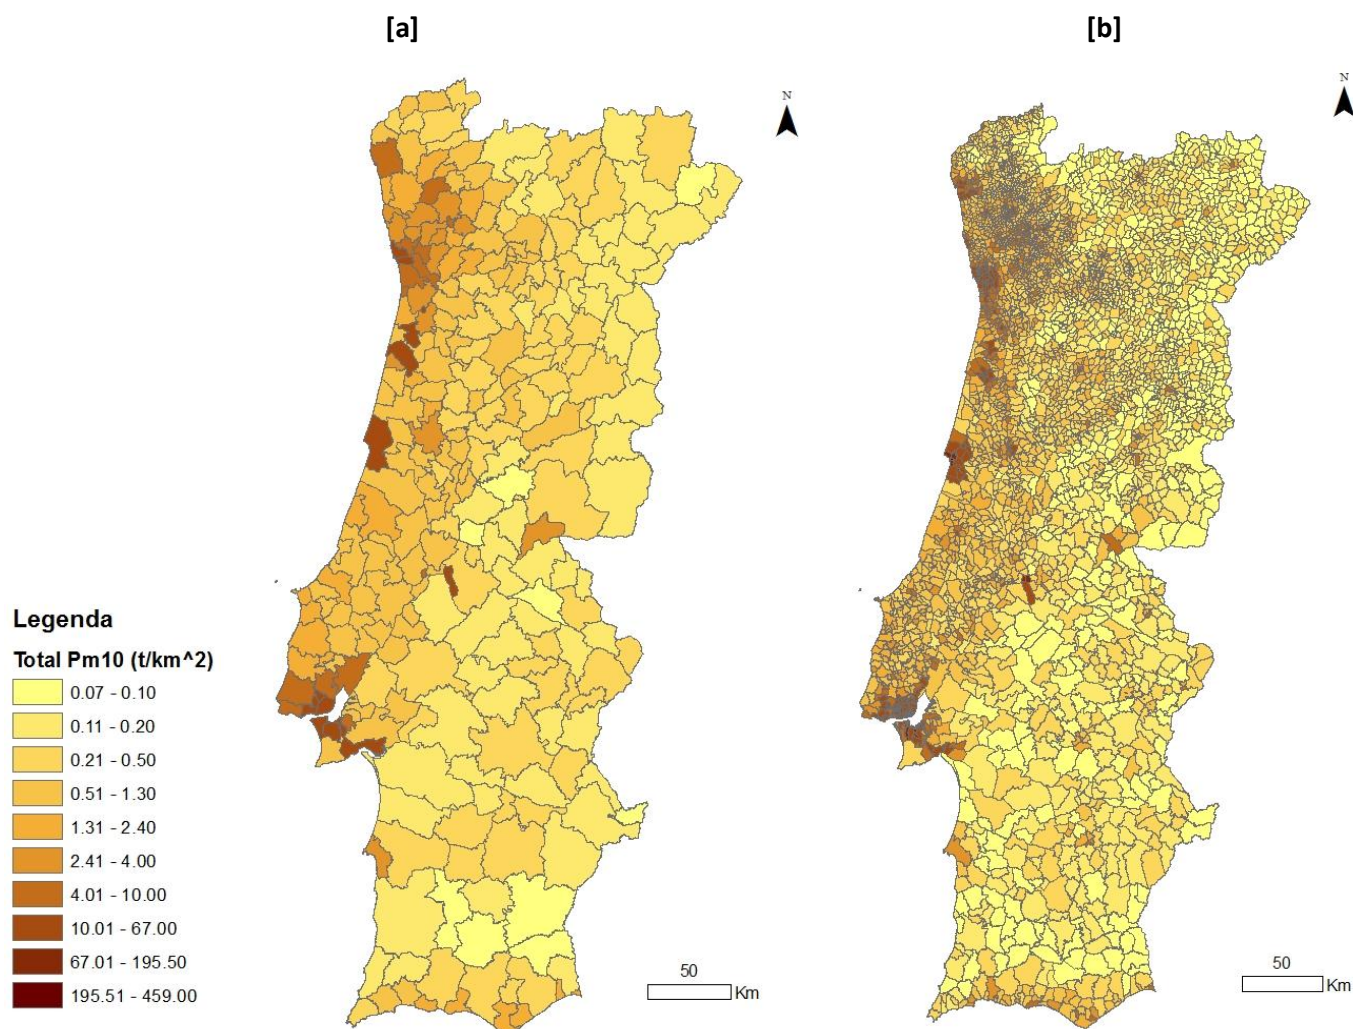 [a]
[b]
N
N
Legenda
Total Pm10 (t/km^2)
0.07 - 0.10
0.11 - 0.20
0.21 - 0.50
0.51 - 1.30
1.31 - 2.40
2.41 - 4.00
4.01 - 10.00
10.01 - 67.00
67.01 - 195.50
195.51 - 459.00
50
Km
50
Km